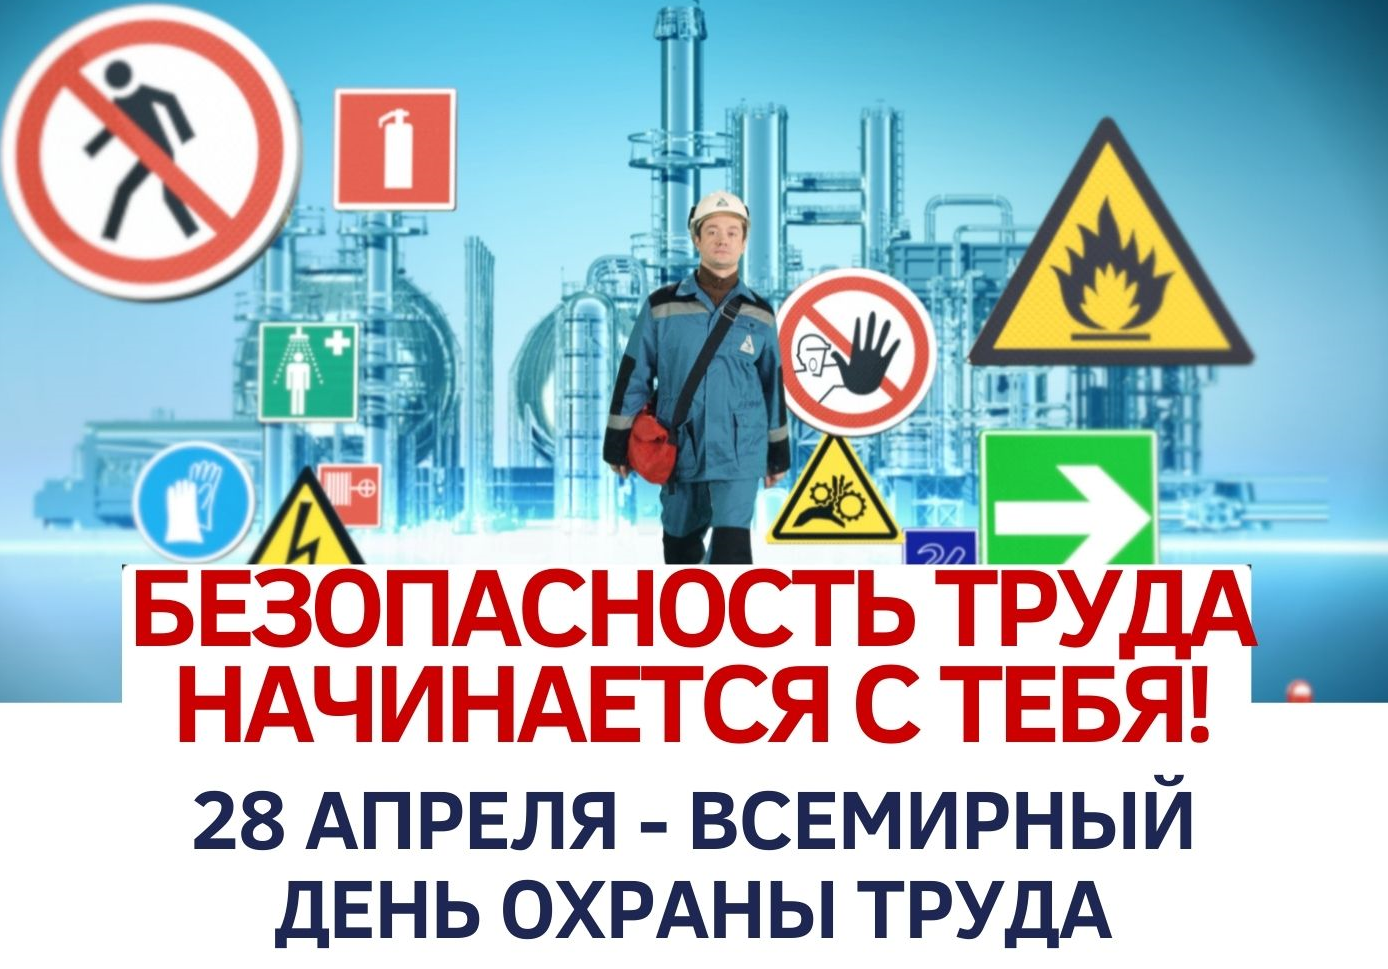 БЕЗОПАСНОСТЬ ТРУДА
НАЧИНАЕТСЯ С ТЕБЯ!
28 АПРЕЛЯ - ВСЕМИРНЫЙ
ДЕНЬ ОХРАНЫ ТРУДА